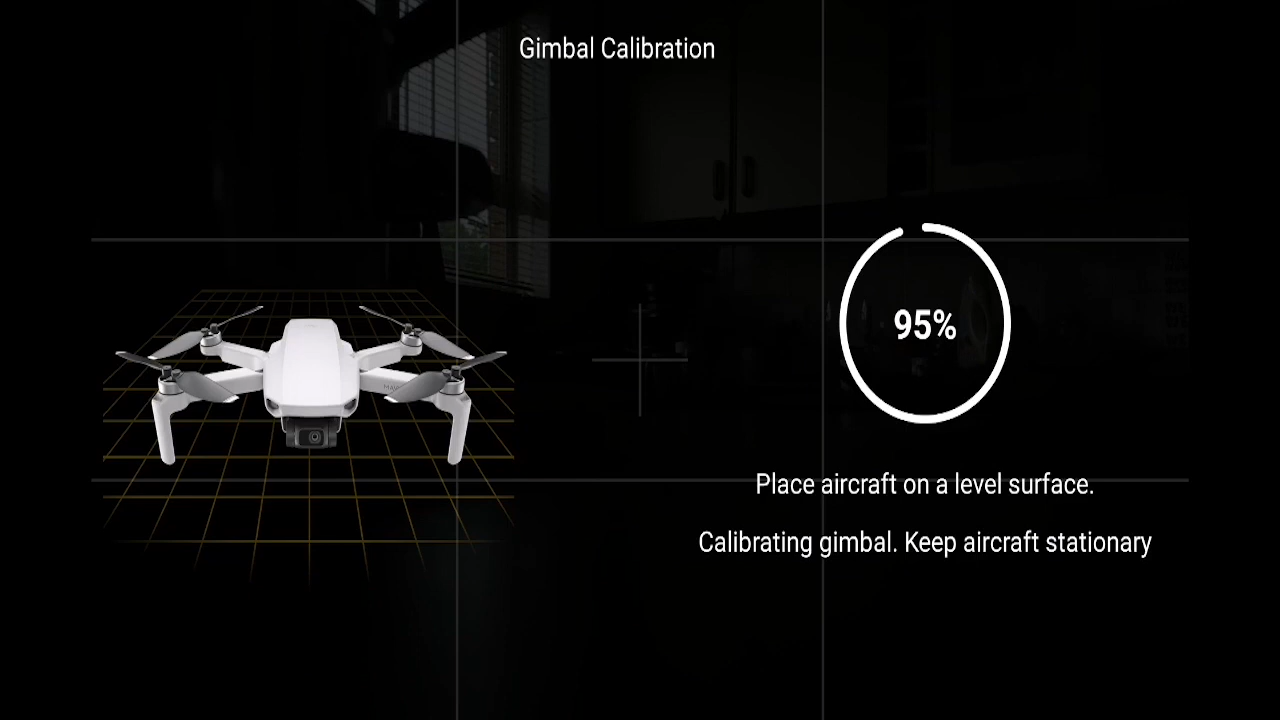 Gimbal Calibration
95%
Place aircraft on a level surface.
Calibrating gimbal. Keep aircraft stationary